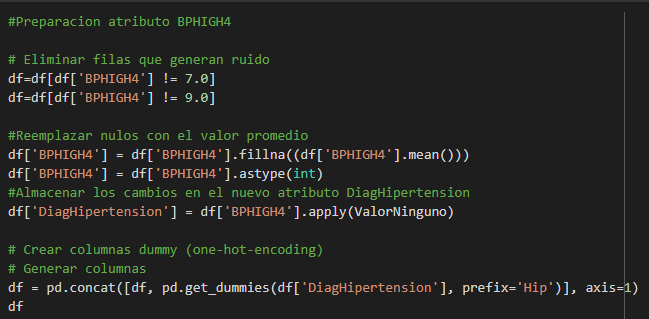 #Preparacion atributo BPHIGH4
# Eliminar filas que generan ruido
df=df[df['BPHIGH4'] != 7.0]
df=df[df['BPHIGH4'] != 9.0]
#Reemplazar nulos con el valor promedio
df['BPHIGH4'] = df['BPHIGH4'].fillna((df['BPHIGH4'].mean()))
df['BPHIGH4'] = df['BPHIGH4'].astype(int)
#Almacenar los cambios en el nuevo atributo DiagHipertension
df['DiagHipertension'] = df['BPHIGH4'].apply(ValorNinguno)
# Crear columnas dummy (one-hot-encoding)
# Generar columnas
df = pd.concat([df, pd.get_dummies(df['DiagHipertension'], prefix='Hip')], axis=1)
df